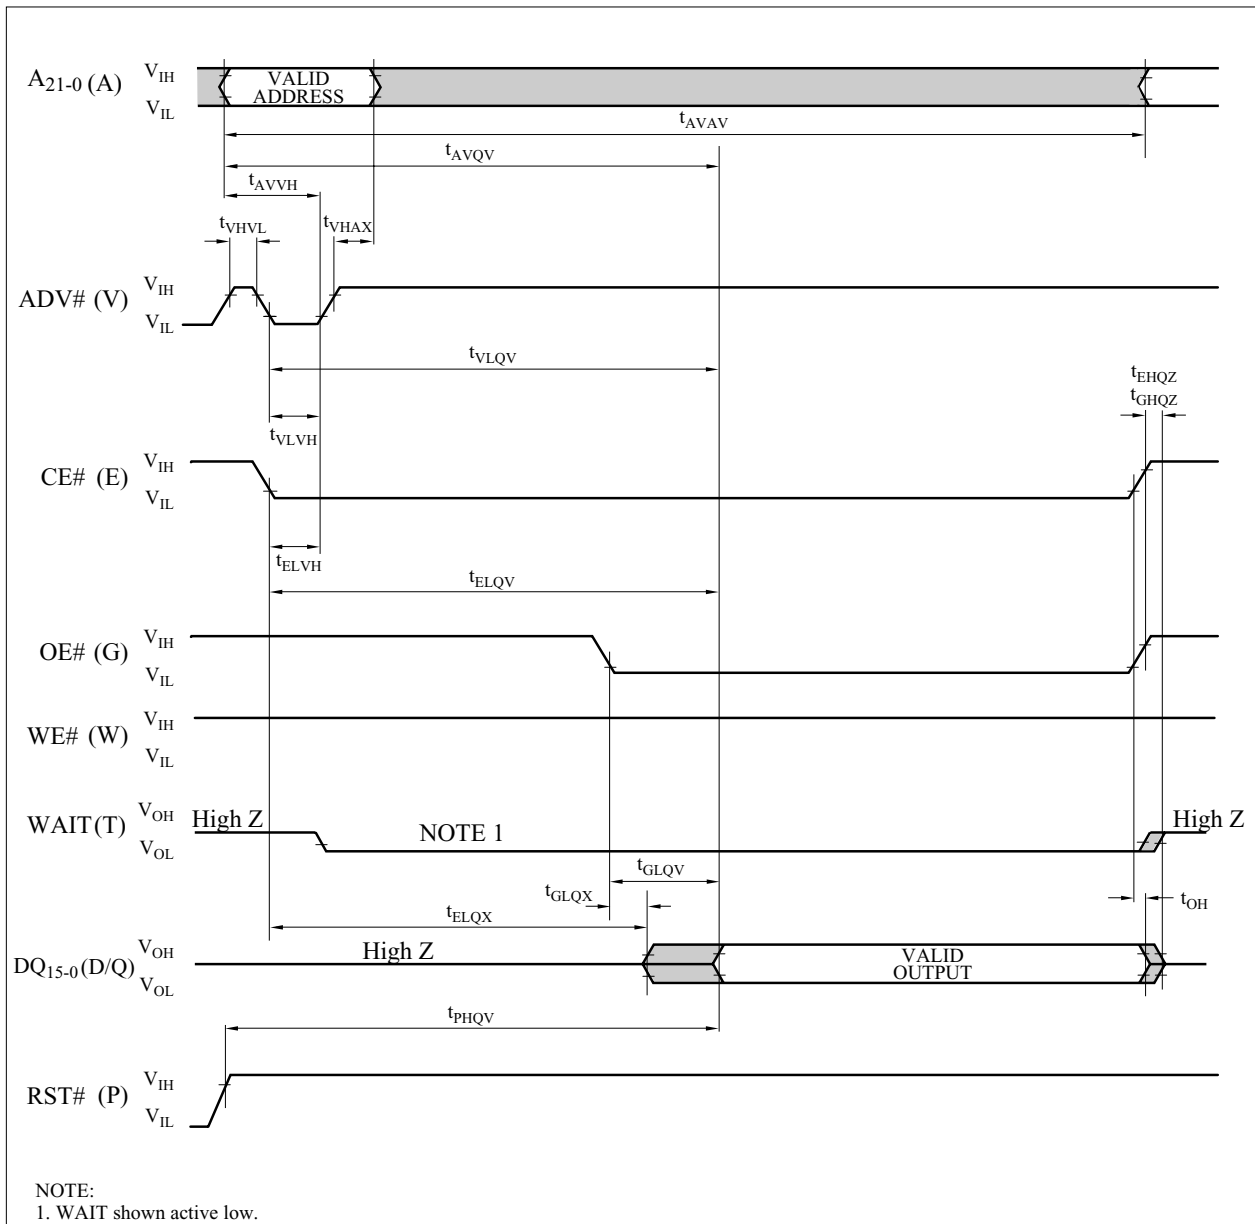 A21-0 (A) VIH VALID
ADDRESS
VIL
tAVAV
tAVQV
tAVVH
tVHVL tVHAX
ADV# (V) VIH
VIL
tVLQV
tEHQZ
tGHQZ
tVLVH
CE# (E) VIH
VIL
tELVH
tELQV
OE# (G) VIH
VIL
WE# (W) VIH
VIL
WAIT(T) VOH High Z NOTE 1 High Z
VOL
tGLQV
tGLQX
tELQX tOH
DQ15-0 (D/Q) VOH High Z VALID
OUTPUT
VOL
tPHQV
RST# (P) VIH
VIL
NOTE:
1. WAIT shown active low.